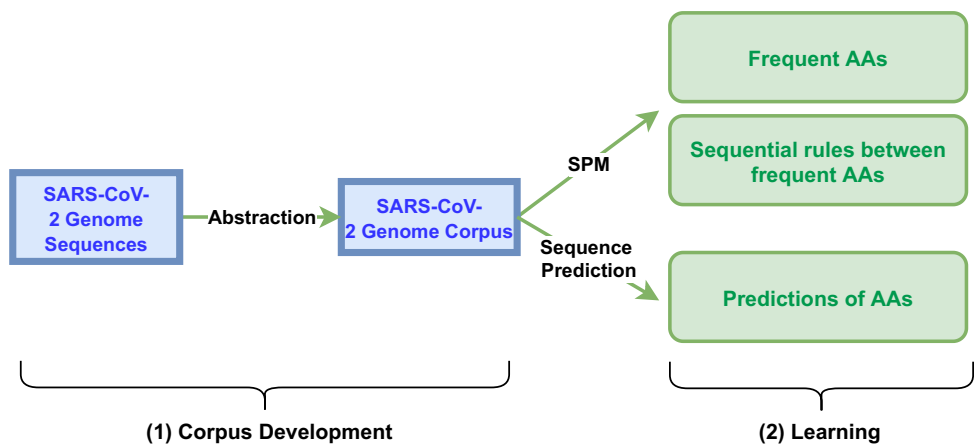 SARS-CoV-
2 Genome
Sequences
Abstraction
SARS-CoV-
2 Genome Corpus
SPM
Sequence
Prediction
Frequent AAs
Sequential rules between
frequent AAs
Predictions of AAs
(1) Corpus Development
(2) Learning